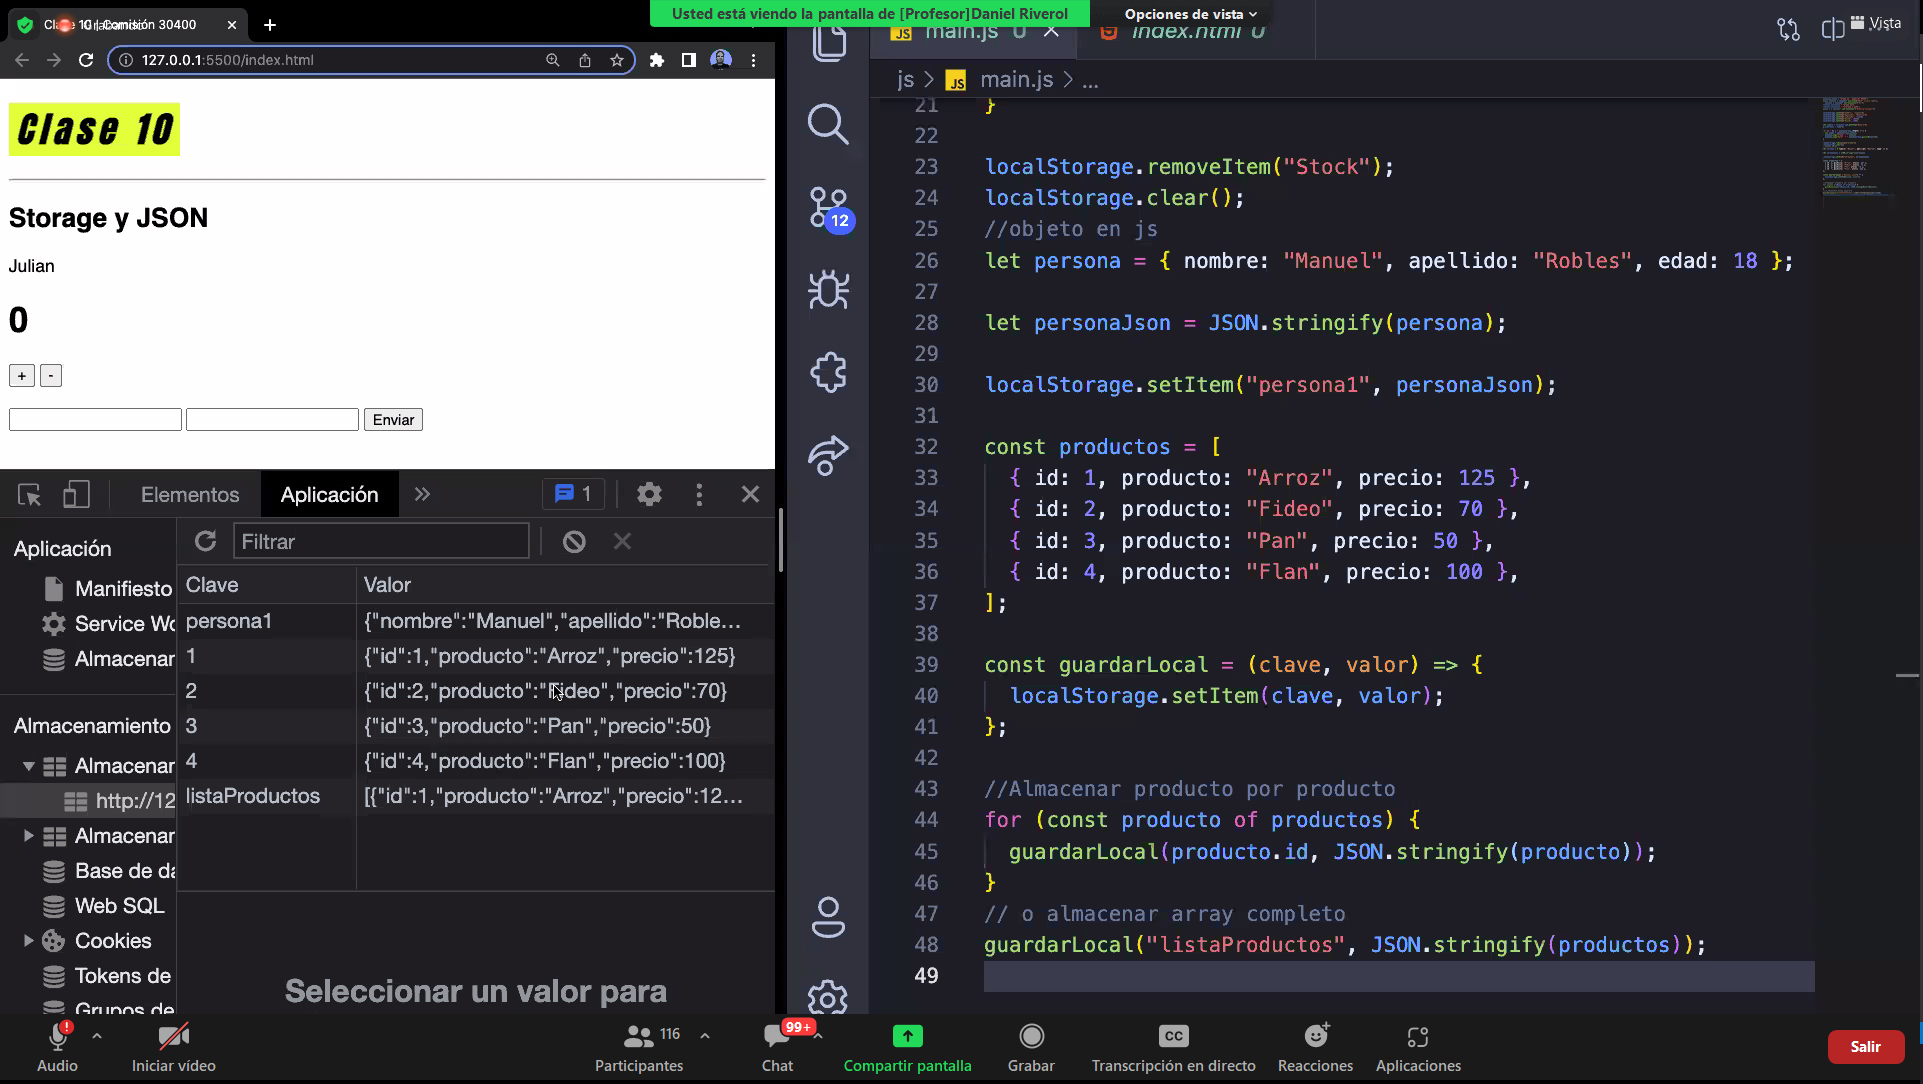 Usted está viendo la pantalla de [Profesor]Daniel Riverol
Opciones de vista
Vista
Comisión 30400
127.0.0.1:5500/index.html
Clase 10
Storage y JSON
Julian
0
+ -
Enviar
Elementos
Aplicación
1
Filtrar
Aplicación
Manifiesto
Service Wo
Almacenar
Almacenamiento
Almacenar
http://12
Almacenar
Base de da
Web SQL
Cookies
Tokens de
Grupos de
Clave Valor
persona1 {"nombre":"Manuel","apellido":"Roble...
1 {"id":1,"producto":"Arroz","precio":125}
2 {"id":2,"producto":"Fideo","precio":70}
3 {"id":3,"producto":"Pan","precio":50}
4 {"id":4,"producto":"Flan","precio":100}
listaProductos [{"id":1,"producto":"Arroz","precio":12...
Seleccionar un valor para
12
JS main.js U
index.html U
js > JS main.js > ...
21 }
22
23 localStorage.removeItem("Stock");
24 localStorage.clear();
25 //objeto en js
26 let persona = { nombre: "Manuel", apellido: "Robles", edad: 18 };
27
28 let personaJson = JSON.stringify(persona);
29
30 localStorage.setItem("persona1", personaJson);
31
32 const productos = [
33 { id: 1, producto: "Arroz", precio: 125 },
34 { id: 2, producto: "Fideo", precio: 70 },
35 { id: 3, producto: "Pan", precio: 50 },
36 { id: 4, producto: "Flan", precio: 100 },
37 ];
38
39 const guardarLocal = (clave, valor) => {
40 localStorage.setItem(clave, valor);
41 };
42
43 //Almacenar producto por producto
44 for (const producto of productos) {
45 guardarLocal(producto.id, JSON.stringify(producto));
46 }
47 // o almacenar array completo
48 guardarLocal("listaProductos", JSON.stringify(productos));
49
Audio
Iniciar vídeo
116
Participantes
99+
Chat
Compartir pantalla
Grabar
CC
Transcripción en directo
Reacciones
Aplicaciones
Salir